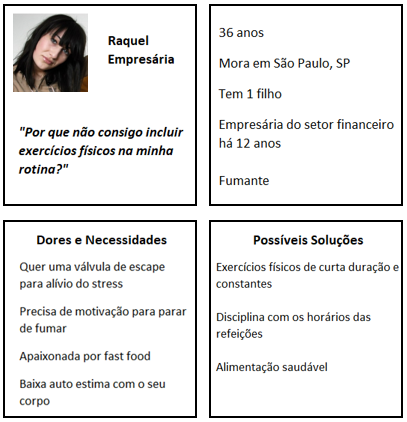 Raquel
Empresária
"Por que não consigo incluir
exercícios físicos na minha
rotina?"
36 anos
Mora em São Paulo, SP
Tem 1 filho
Empresária do setor financeiro
há 12 anos
Fumante
Dores e Necessidades
Quer uma válvula de escape
para alívio do stress
Precisa de motivação para parar
de fumar
Apaixonada por fast food
Baixa auto estima com o seu
corpo
Possíveis Soluções
Exercícios físicos de curta duração e
constantes
Disciplina com os horários das
refeições
Alimentação saudável